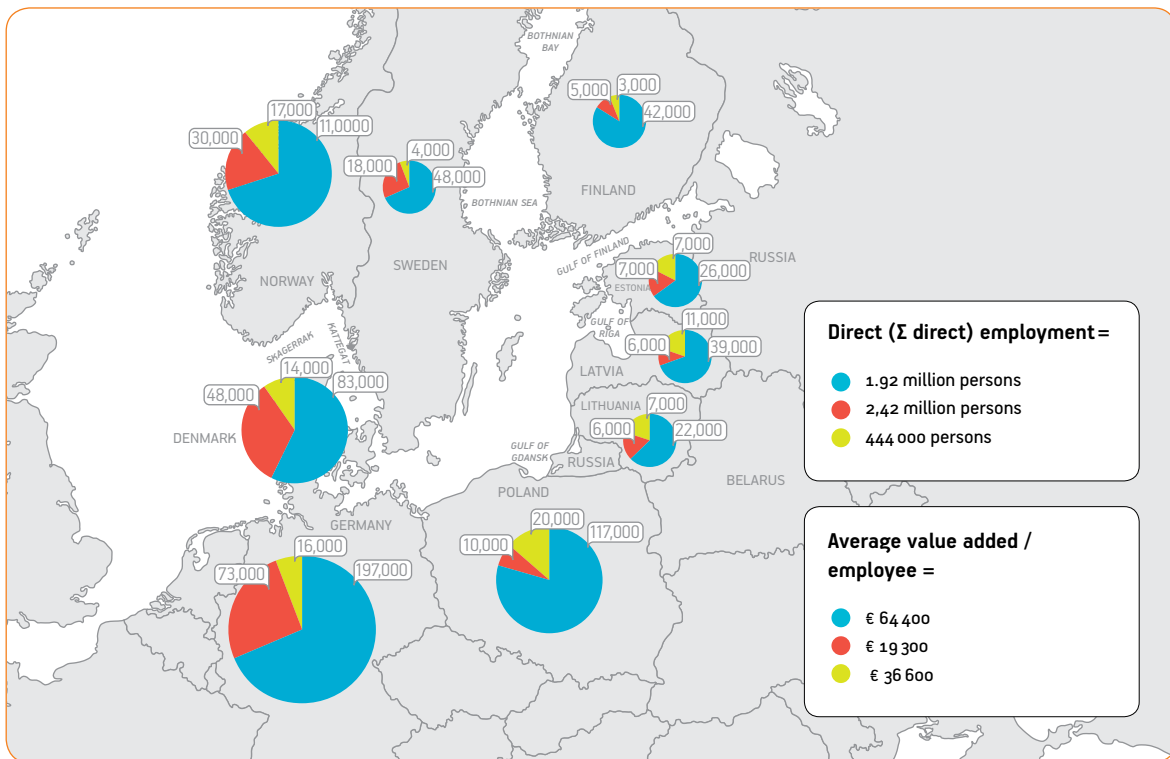 BOTHNIAN
BAY
3,000
5,000
42,000
17,000
11,0000
30,000
4,000
18,000
48,000
FINLAND
BOTHNIAN SEA
GULF OF FINLAND
7,000
RUSSIA
SWEDEN
7,000
26,000
NORWAY
ESTONIA
11,000
GULF OF
RIGA
SKAGERRAK
KATTEGAT
6,000
39,000
14,000
LATVIA
83,000
48,000
LITHUANIA
7,000
6,000
22,000
DENMARK
GULF OF
GDANSK
RUSSIA
BELARUS
POLAND
20,000
GERMANY
117,000
10,000
16,000
73,000
197,000
Direct (Σ direct) employment =
1.92 million persons
2,42 million persons
444 000 persons
Average value added /
employee =
€ 64 400
€ 19 300
€ 36 600